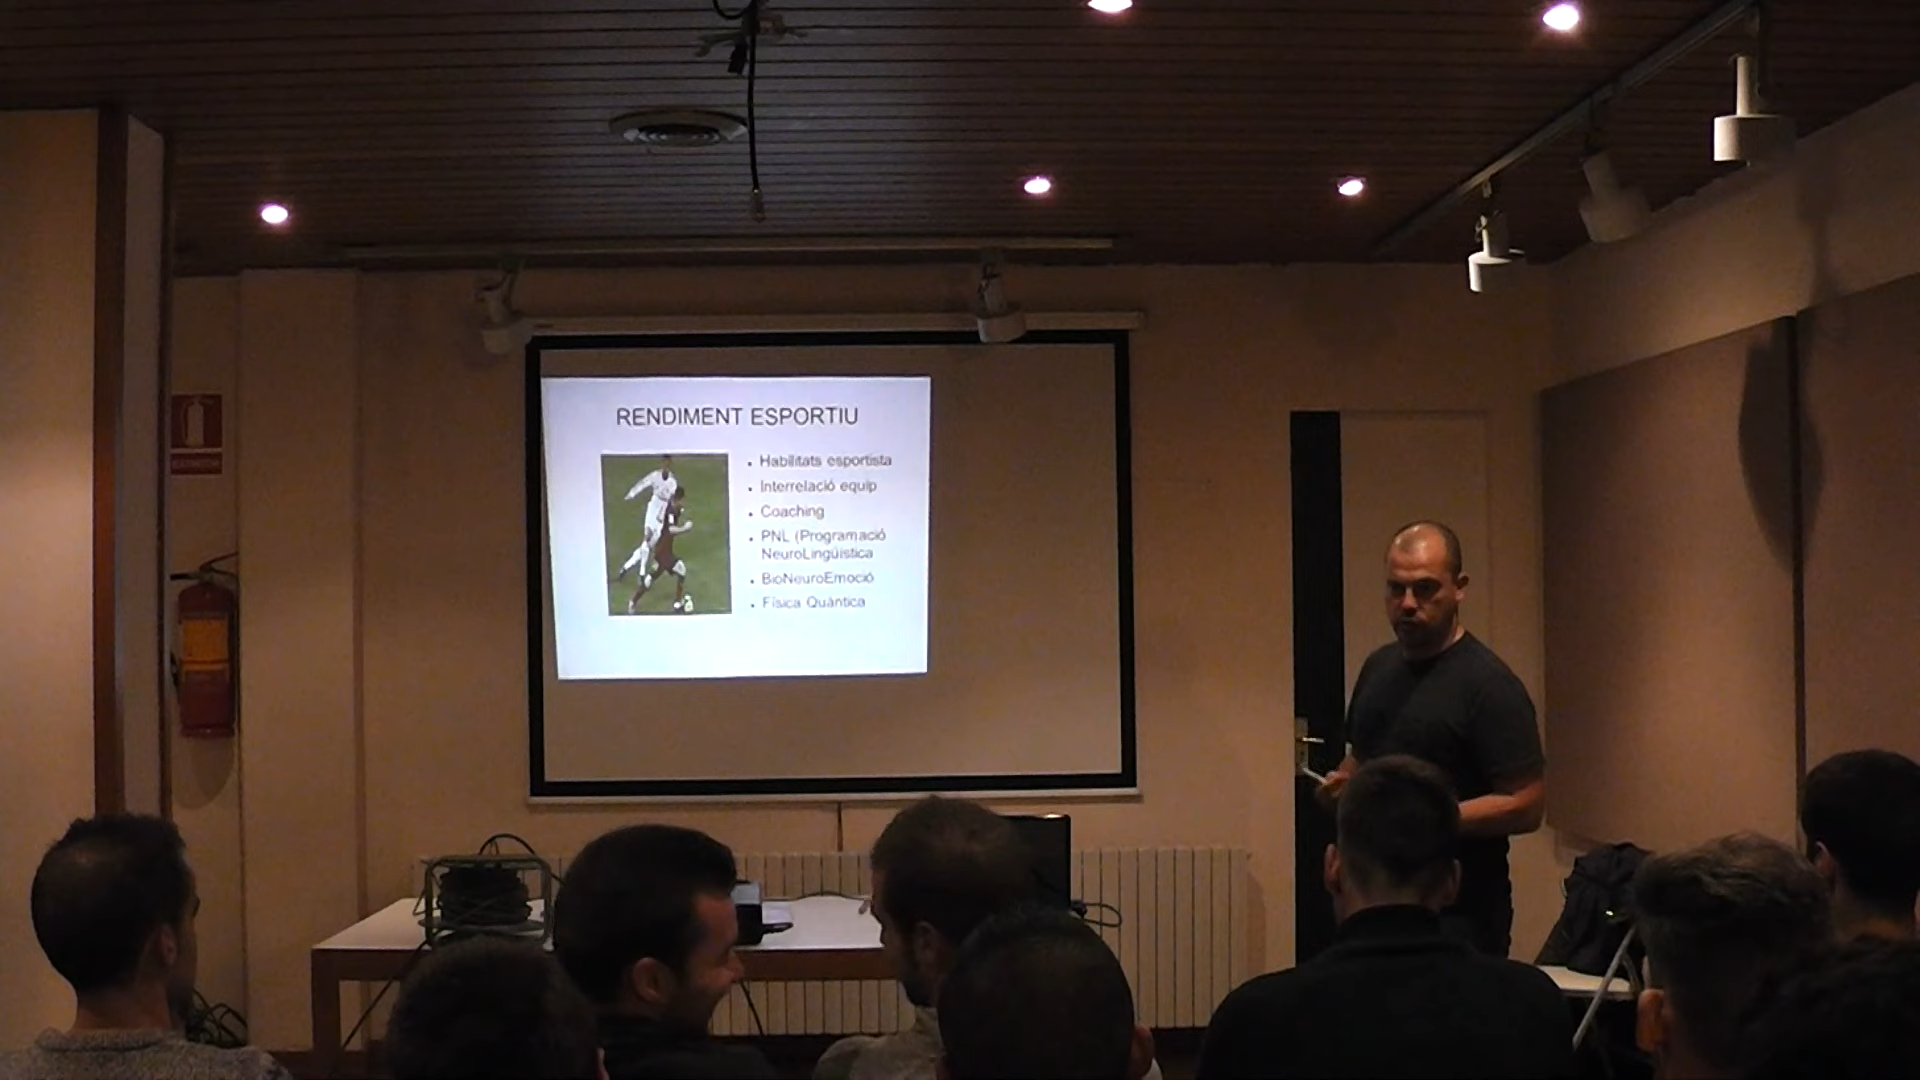 RENDIMENT ESPORTIU
• Habilitats esportista
• Interrelació equip
• Coaching
• PNL (Programació
NeuroLingüística
• BioNeuroEmoció
• Física Quàntica